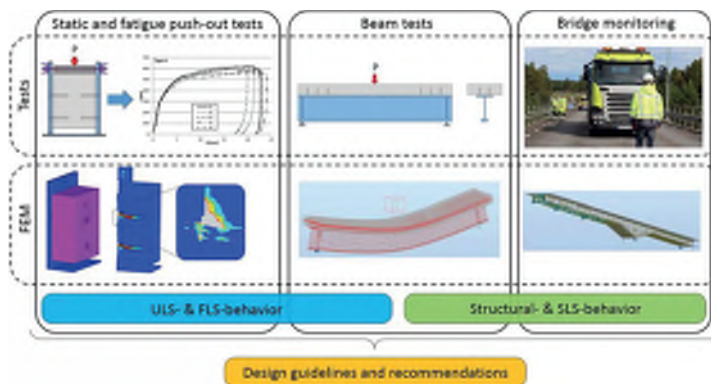 Static and fatigue push-out tests
Beam tests
Bridge monitoring
Tests
P
P
FEM
ULS- & FLS-behavior
Structural- & SLS-behavior
Design guidelines and recommendations